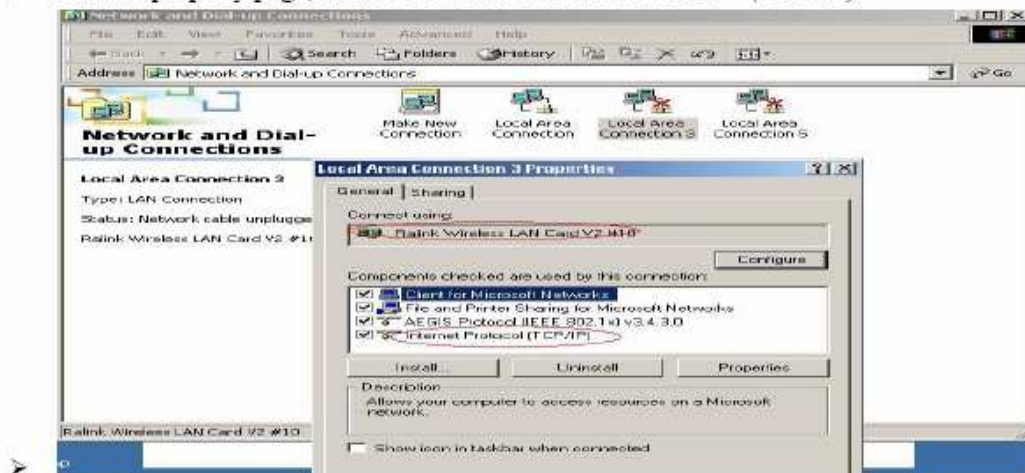 Network and Dial-up Connections
File Edit View Favorites Tools Advanced Help
Back Search Folders History
Address Network and Dial-up Connections Go
Network and Dial-
up Connections
Make New
Connection
Local Area
Connection
Local Area
Connection 3
Local Area
Connection 5
Local Area Connection 3
Type: LAN Connection
Status: Network cable unplugge
Ralink Wireless LAN Card V2 #1
Local Area Connection 3 Properties
General Sharing
Connect using:
Ralink Wireless LAN Card V2 #10
Configure
Components checked are used by this connection:
Client for Microsoft Networks
File and Printer Sharing for Microsoft Networks
AEGIS Protocol (IEEE 802.1x) v3.4.3.0
Internet Protocol (TCP/IP)
Install... Uninstall Properties
Description
Allows your computer to access resources on a Microsoft
network.
Show icon in taskbar when connected
Ralink Wireless LAN Card V2 #10